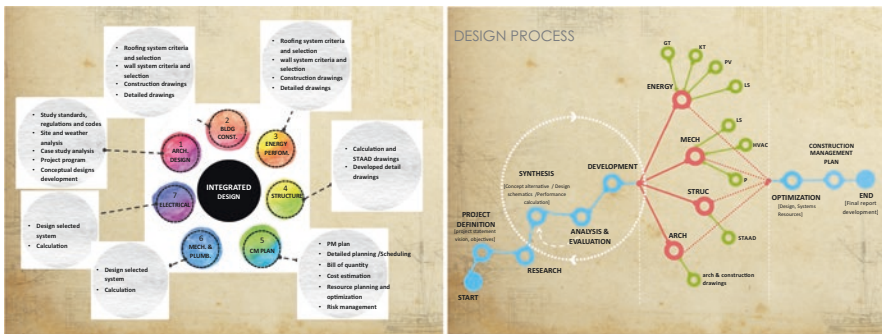 Roofing system criteria
and selection
wall system criteria and
selection
Construction drawings
Detailed drawings
Roofing system criteria
and selection
wall system criteria and
selection
Construction drawings
Detailed drawings
Study standards,
regulations and codes
Site and weather
analysis
Case study analysis
Project program
Conceptual designs
development
1
ARCH.
DESIGN
2
BLDG
CONST.
3
ENERGY
PERFOM.
Calculation and
STAAD drawings
Developed detail
drawings
INTEGRATED
DESIGN
4
STRUCTURE
7
ELECTRICAL
Design selected
system
Calculation
6
MECH. &
PLUMB.
5
CM PLAN
Design selected
system
Calculation
PM plan
Detailed planning /Scheduling
Bill of quantity
Cost estimation
Resource planning and
optimization
Risk management
DESIGN PROCESS
GT
KT
PV
LS
ENERGY
LS
HVAC
P
MECH
STRUC
STAAD
ARCH
arch & construction
drawings
SYNTHESIS
[Concept alternative / Design
schematics /Performance
calculation]
DEVELOPMENT
PROJECT
DEFINITION
[project statement
vision, objectives]
ANALYSIS &
EVALUATION
RESEARCH
START
CONSTRUCTION
MANAGEMENT
PLAN
OPTIMIZATION
[Design, Systems
Resources]
END
[Final report
development]